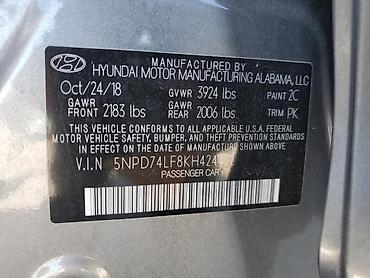 MANUFACTURED BY
HYUNDAI MOTOR MANUFACTURING ALABAMA, LLC
Oct/24/18 GVWR 3924 lbs PAINT 2C
GAWR FRONT 2183 lbs GAWR REAR 2006 lbs TRIM PK
THIS VEHICLE CONFORMS TO ALL APPLICABLE U.S.A. FEDERAL
MOTOR VEHICLE SAFETY, BUMPER, AND THEFT PREVENTION
STANDARDS IN EFFECT ON THE DATE OF MANUFACTURE SHOWN ABOVE.
V.I.N
PASSENGER CAR